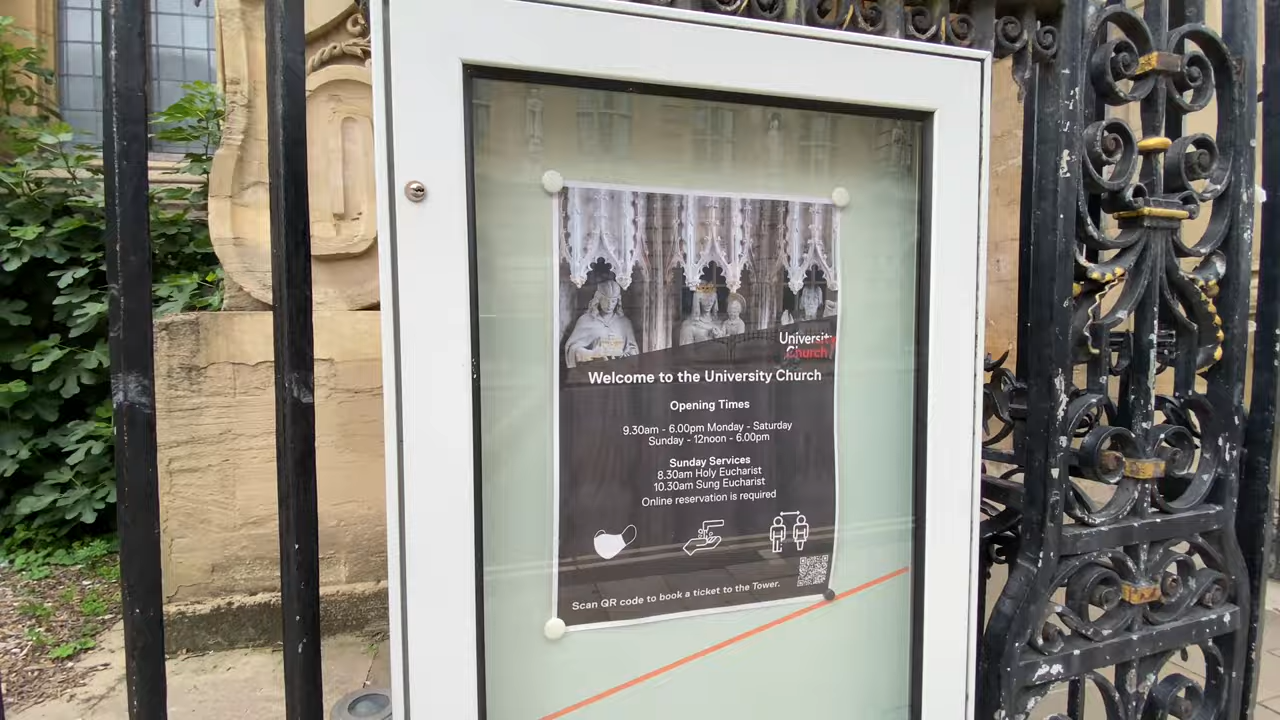 University
Church
Welcome to the University Church
Opening Times
9.30am - 6.00pm Monday - Saturday
Sunday - 12noon - 6.00pm
Sunday Services
8.30am Holy Eucharist
10.30am Sung Eucharist
Online reservation is required
Scan QR code to book a ticket to the Tower.